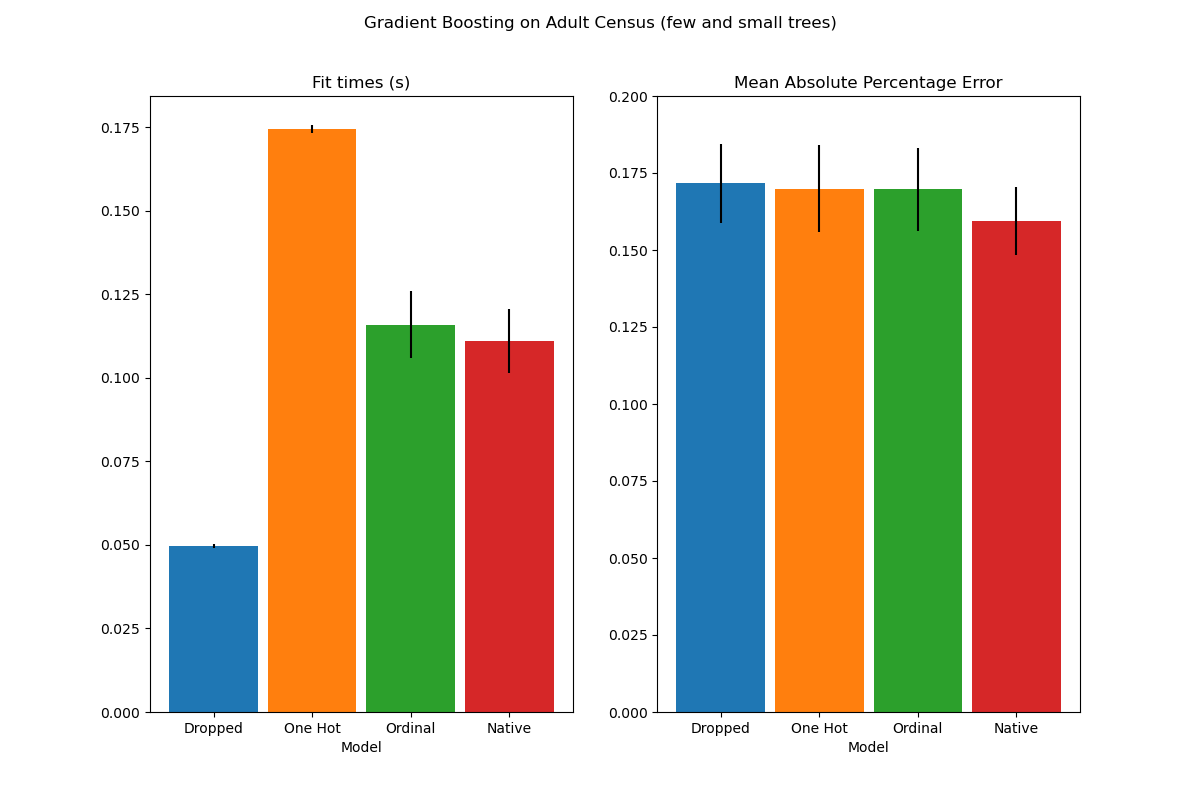 Gradient Boosting on Adult Census (few and small trees)
Fit times (s)
0.175
0.150
0.125
0.100
0.075
0.050
0.025
0.000
Dropped
One Hot
Ordinal
Native
Model
Mean Absolute Percentage Error
0.200
0.175
0.150
0.125
0.100
0.075
0.050
0.025
0.000
Dropped
One Hot
Ordinal
Native
Model